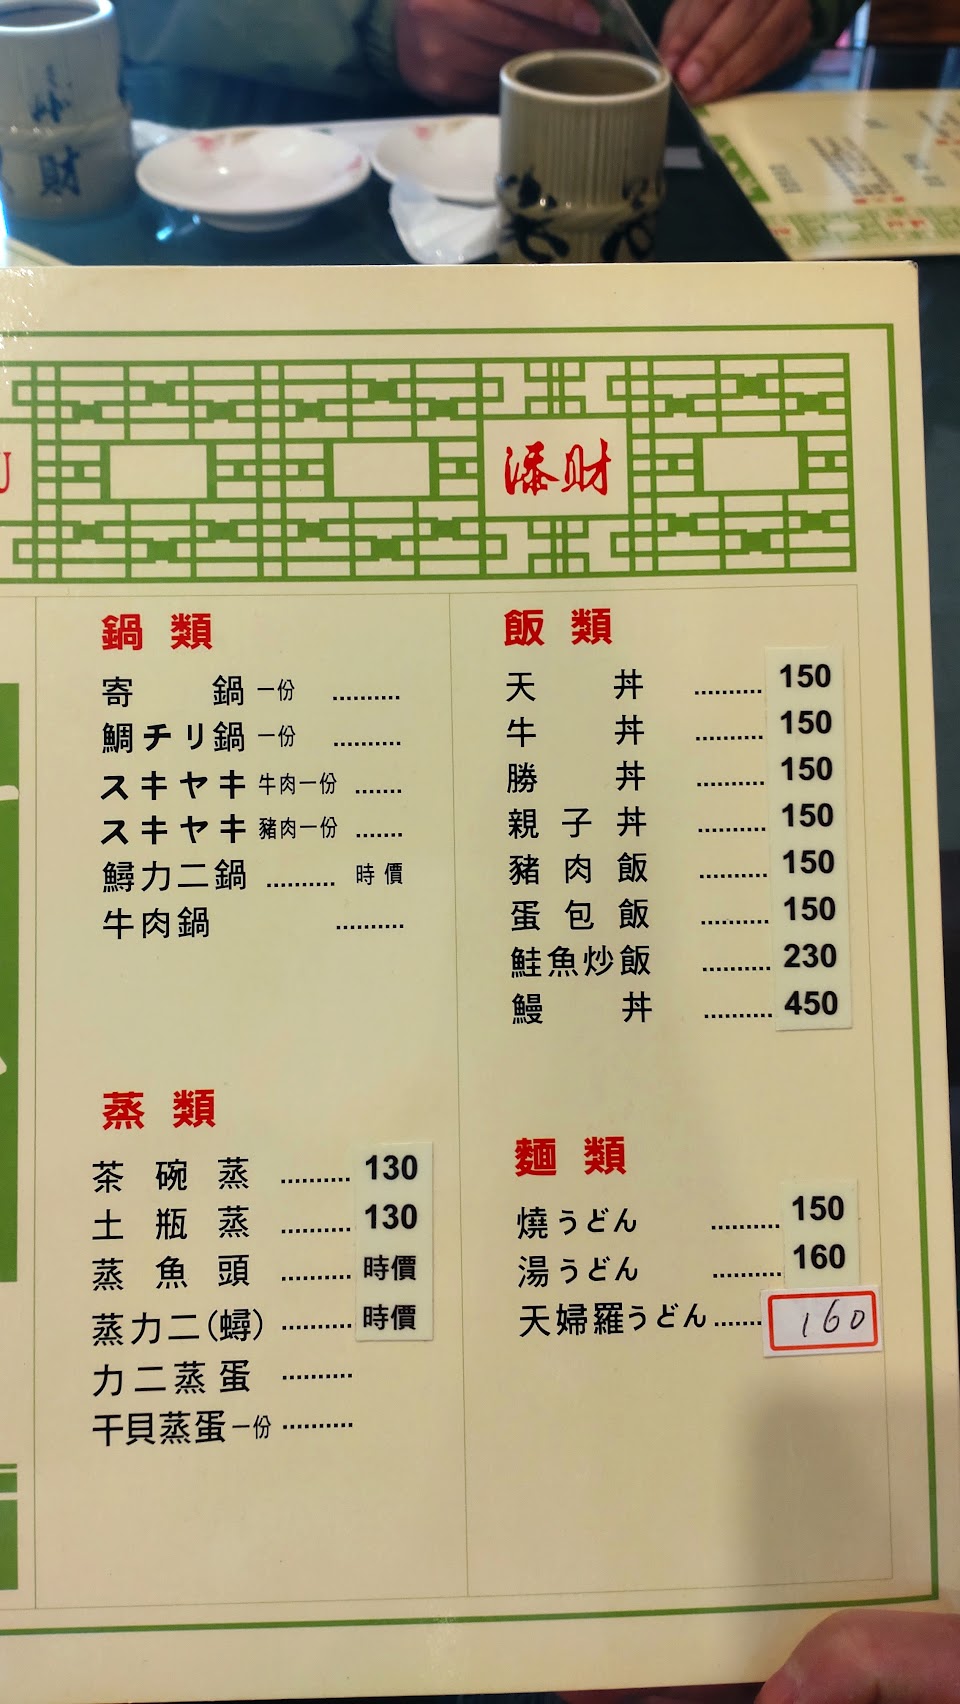 財
添財
鍋類
寄鍋一份 ..........
鯛チリ鍋一份 ..........
スキヤキ牛肉一份 .......
スキヤキ豬肉一份 .......
鱘力二鍋 .......... 時價
牛肉鍋 ..........
蒸類
茶碗蒸 .......... 130
土瓶蒸 .......... 130
蒸魚頭 .......... 時價
蒸力二(蟳) .......... 時價
力二蒸蛋 ..........
干貝蒸蛋一份 ..........
飯類
天丼 .......... 150
牛丼 .......... 150
勝丼 .......... 150
親子丼 .......... 150
豬肉飯 .......... 150
蛋包飯 .......... 150
鮭魚炒飯 .......... 230
鰻丼 .......... 450
麵類
燒うどん .......... 150
湯うどん .......... 160
天婦羅うどん ....... 160